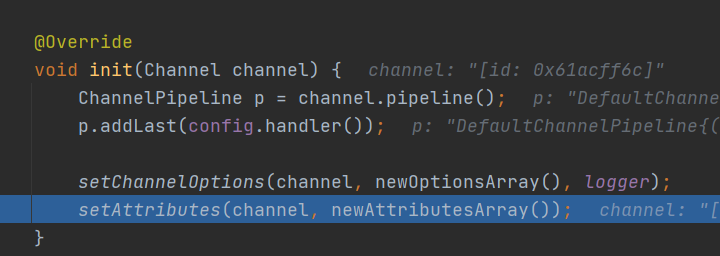 @Override
void init(Channel channel) {  channel: "[id: 0x61acff6c]"
ChannelPipeline p = channel.pipeline();  p: "DefaultChanne
p.addLast(config.handler());  p: "DefaultChannelPipeline{(
setChannelOptions(channel, newOptionsArray(), logger);
setAttributes(channel, newAttributesArray());  channel: "[
}